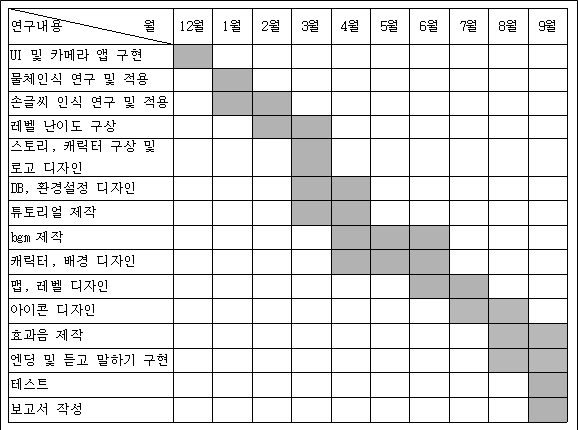 연구내용 월 12월 1월 2월 3월 4월 5월 6월 7월 8월 9월
UI 및 카메라 앱 구현
물체인식 연구 및 적용
손글씨 인식 연구 및 적용
레벨 난이도 구상
스토리, 캐릭터 구상 및
로고 디자인
DB, 환경설정 디자인
튜토리얼 제작
bgm 제작
캐릭터, 배경 디자인
맵, 레벨 디자인
아이콘 디자인
효과음 제작
엔딩 및 듣고 말하기 구현
테스트
보고서 작성